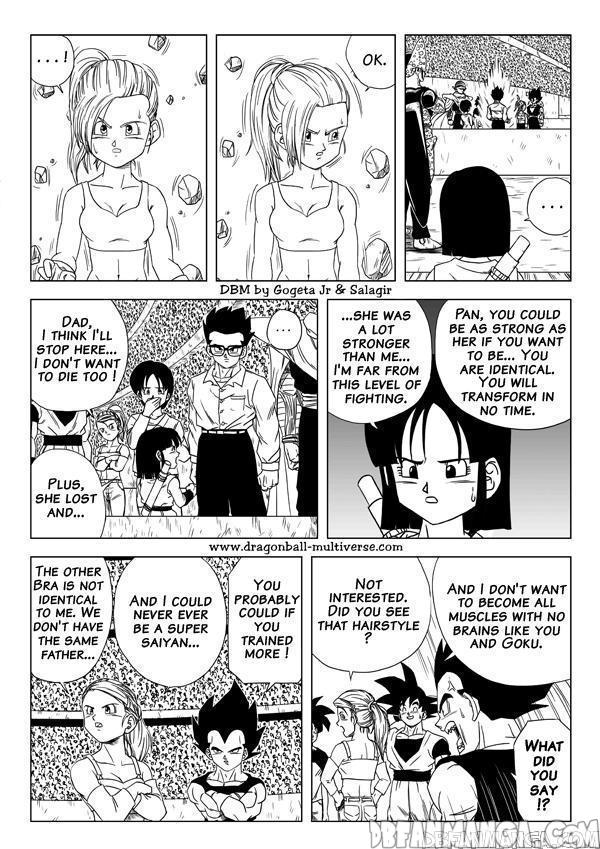 ...!
OK.
...
DBM by Gogeta Jr & Salagir
DAD,
I THINK I'LL
STOP HERE...
I DON'T WANT
TO DIE TOO !
...
PLUS,
SHE LOST
AND...
...SHE WAS
A LOT
STRONGER
THAN ME...
I'M FAR FROM
THIS LEVEL OF
FIGHTING.
PAN, YOU COULD
BE AS STRONG AS
HER IF YOU WANT
TO BE... YOU
ARE IDENTICAL.
YOU WILL
TRANSFORM IN
NO TIME.
www.dragonball-multiverse.com
THE OTHER
BRA IS NOT
IDENTICAL
TO ME. WE
DON'T HAVE
THE SAME
FATHER...
AND I COULD
NEVER EVER
BE A SUPER
SAIYAN...
YOU
PROBABLY
COULD IF
YOU
TRAINED
MORE !
NOT
INTERESTED.
DID YOU SEE
THAT HAIRSTYLE
?
AND I DON'T WANT
TO BECOME ALL
MUSCLES WITH NO
BRAINS LIKE YOU
AND GOKU.
WHAT
DID
YOU
SAY
!?